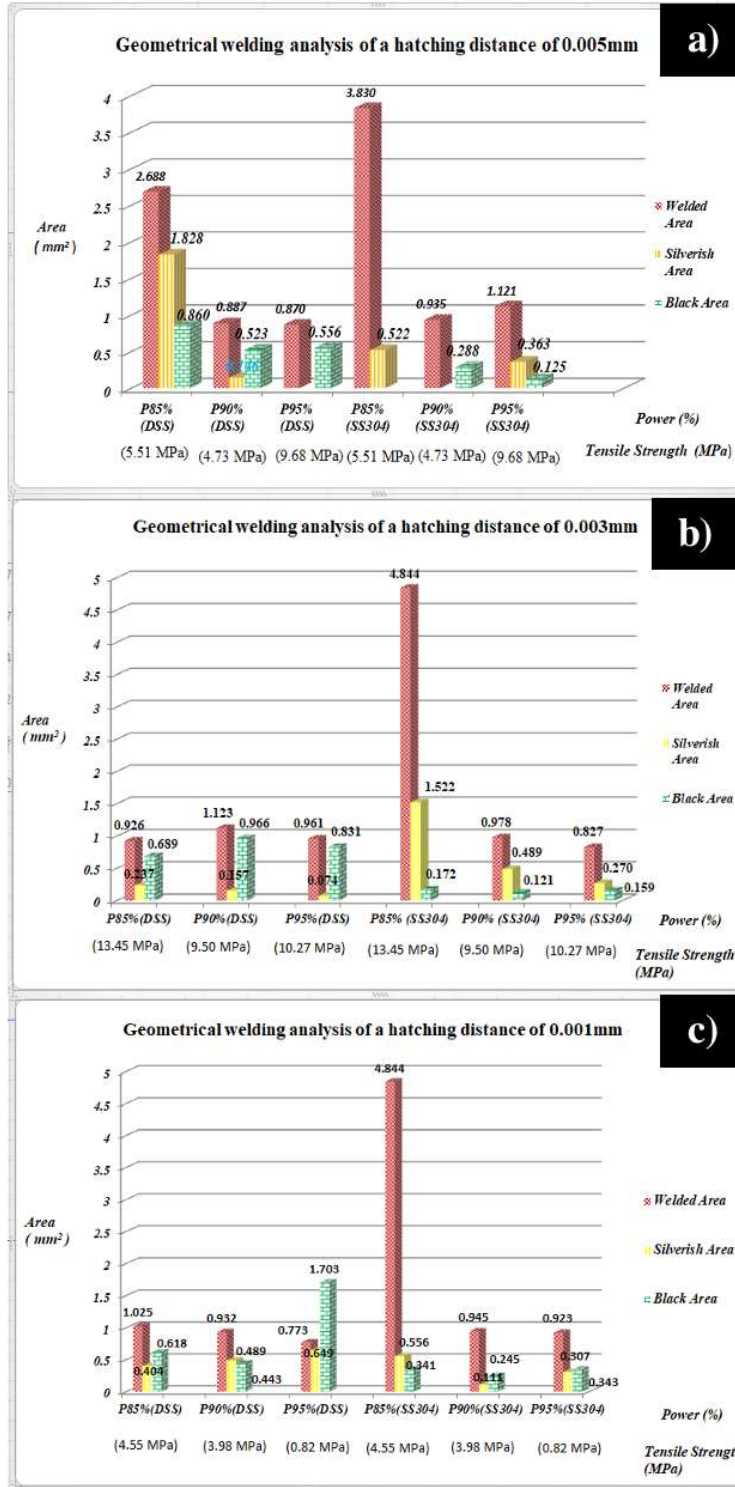 Geometrical welding analysis of a hatching distance of 0.005mm
a)
4
3.5
3
2.5
2
1.5
1
0.5
0
Area
( mm²)
2.688
1.828
0.860
0.887
0.523
0.870
0.556
3.830
0.522
0.935
0.288
1.121
0.363
0.125
Welded
Area
Silverish
Area
Black Area
P85% P90% P95% P85% P90% P95%
(DSS) (DSS) (DSS) (SS304) (SS304) (SS304)
Power (%)
(5.51 MPa) (4.73 MPa) (9.68 MPa) (5.51 MPa) (4.73 MPa) (9.68 MPa)
Tensile Strength (MPa)
Geometrical welding analysis of a hatching distance of 0.003mm
b)
5
4.5
4
3.5
3
2.5
2
1.5
1
0.5
0
Area
( mm² )
0.926
0.237
0.689
1.123
0.157
0.966
0.961
0.074
0.831
4.844
1.522
0.172
0.978
0.489
0.121
0.827
0.270
0.159
Welded
Area
Silverish
Area
Black Area
P85%(DSS) P90%(DSS) P95%(DSS) P85% (SS304) P90% (SS304) P95% (SS304)
Power (%)
(13.45 MPa) (9.50 MPa) (10.27 MPa) (13.45 MPa) (9.50 MPa) (10.27 MPa)
Tensile Strength
(MPa)
Geometrical welding analysis of a hatching distance of 0.001mm
c)
5
4.5
4
3.5
3
2.5
2
1.5
1
0.5
0
Area
( mm² )
1.025
0.404
0.618
0.932
0.489
0.443
0.773
0.649
1.703
4.844
0.556
0.341
0.945
0.111
0.245
0.923
0.307
0.343
Welded Area
Silverish Area
Black Area
P85%(DSS) P90%(DSS) P95%(DSS) P85%(SS304) P90%(SS304) P95%(SS304)
Power (%)
(4.55 MPa) (3.98 MPa) (0.82 MPa) (4.55 MPa) (3.98 MPa) (0.82 MPa)
Tensile Strengt
(MPa)